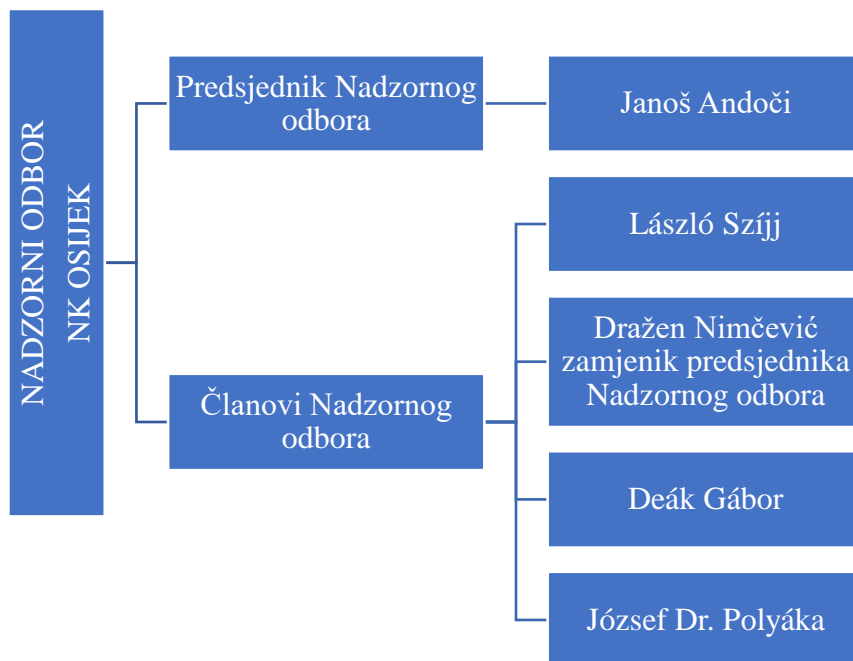 NADZORNI ODBOR
NK OSIJEK
Predsjednik Nadzornog
odbora
Janoš Andoči
Članovi Nadzornog
odbora
László Szíjj
Dražen Nimčević
zamjenik predsjednika
Nadzornog odbora
Deák Gábor
József Dr. Polyáka